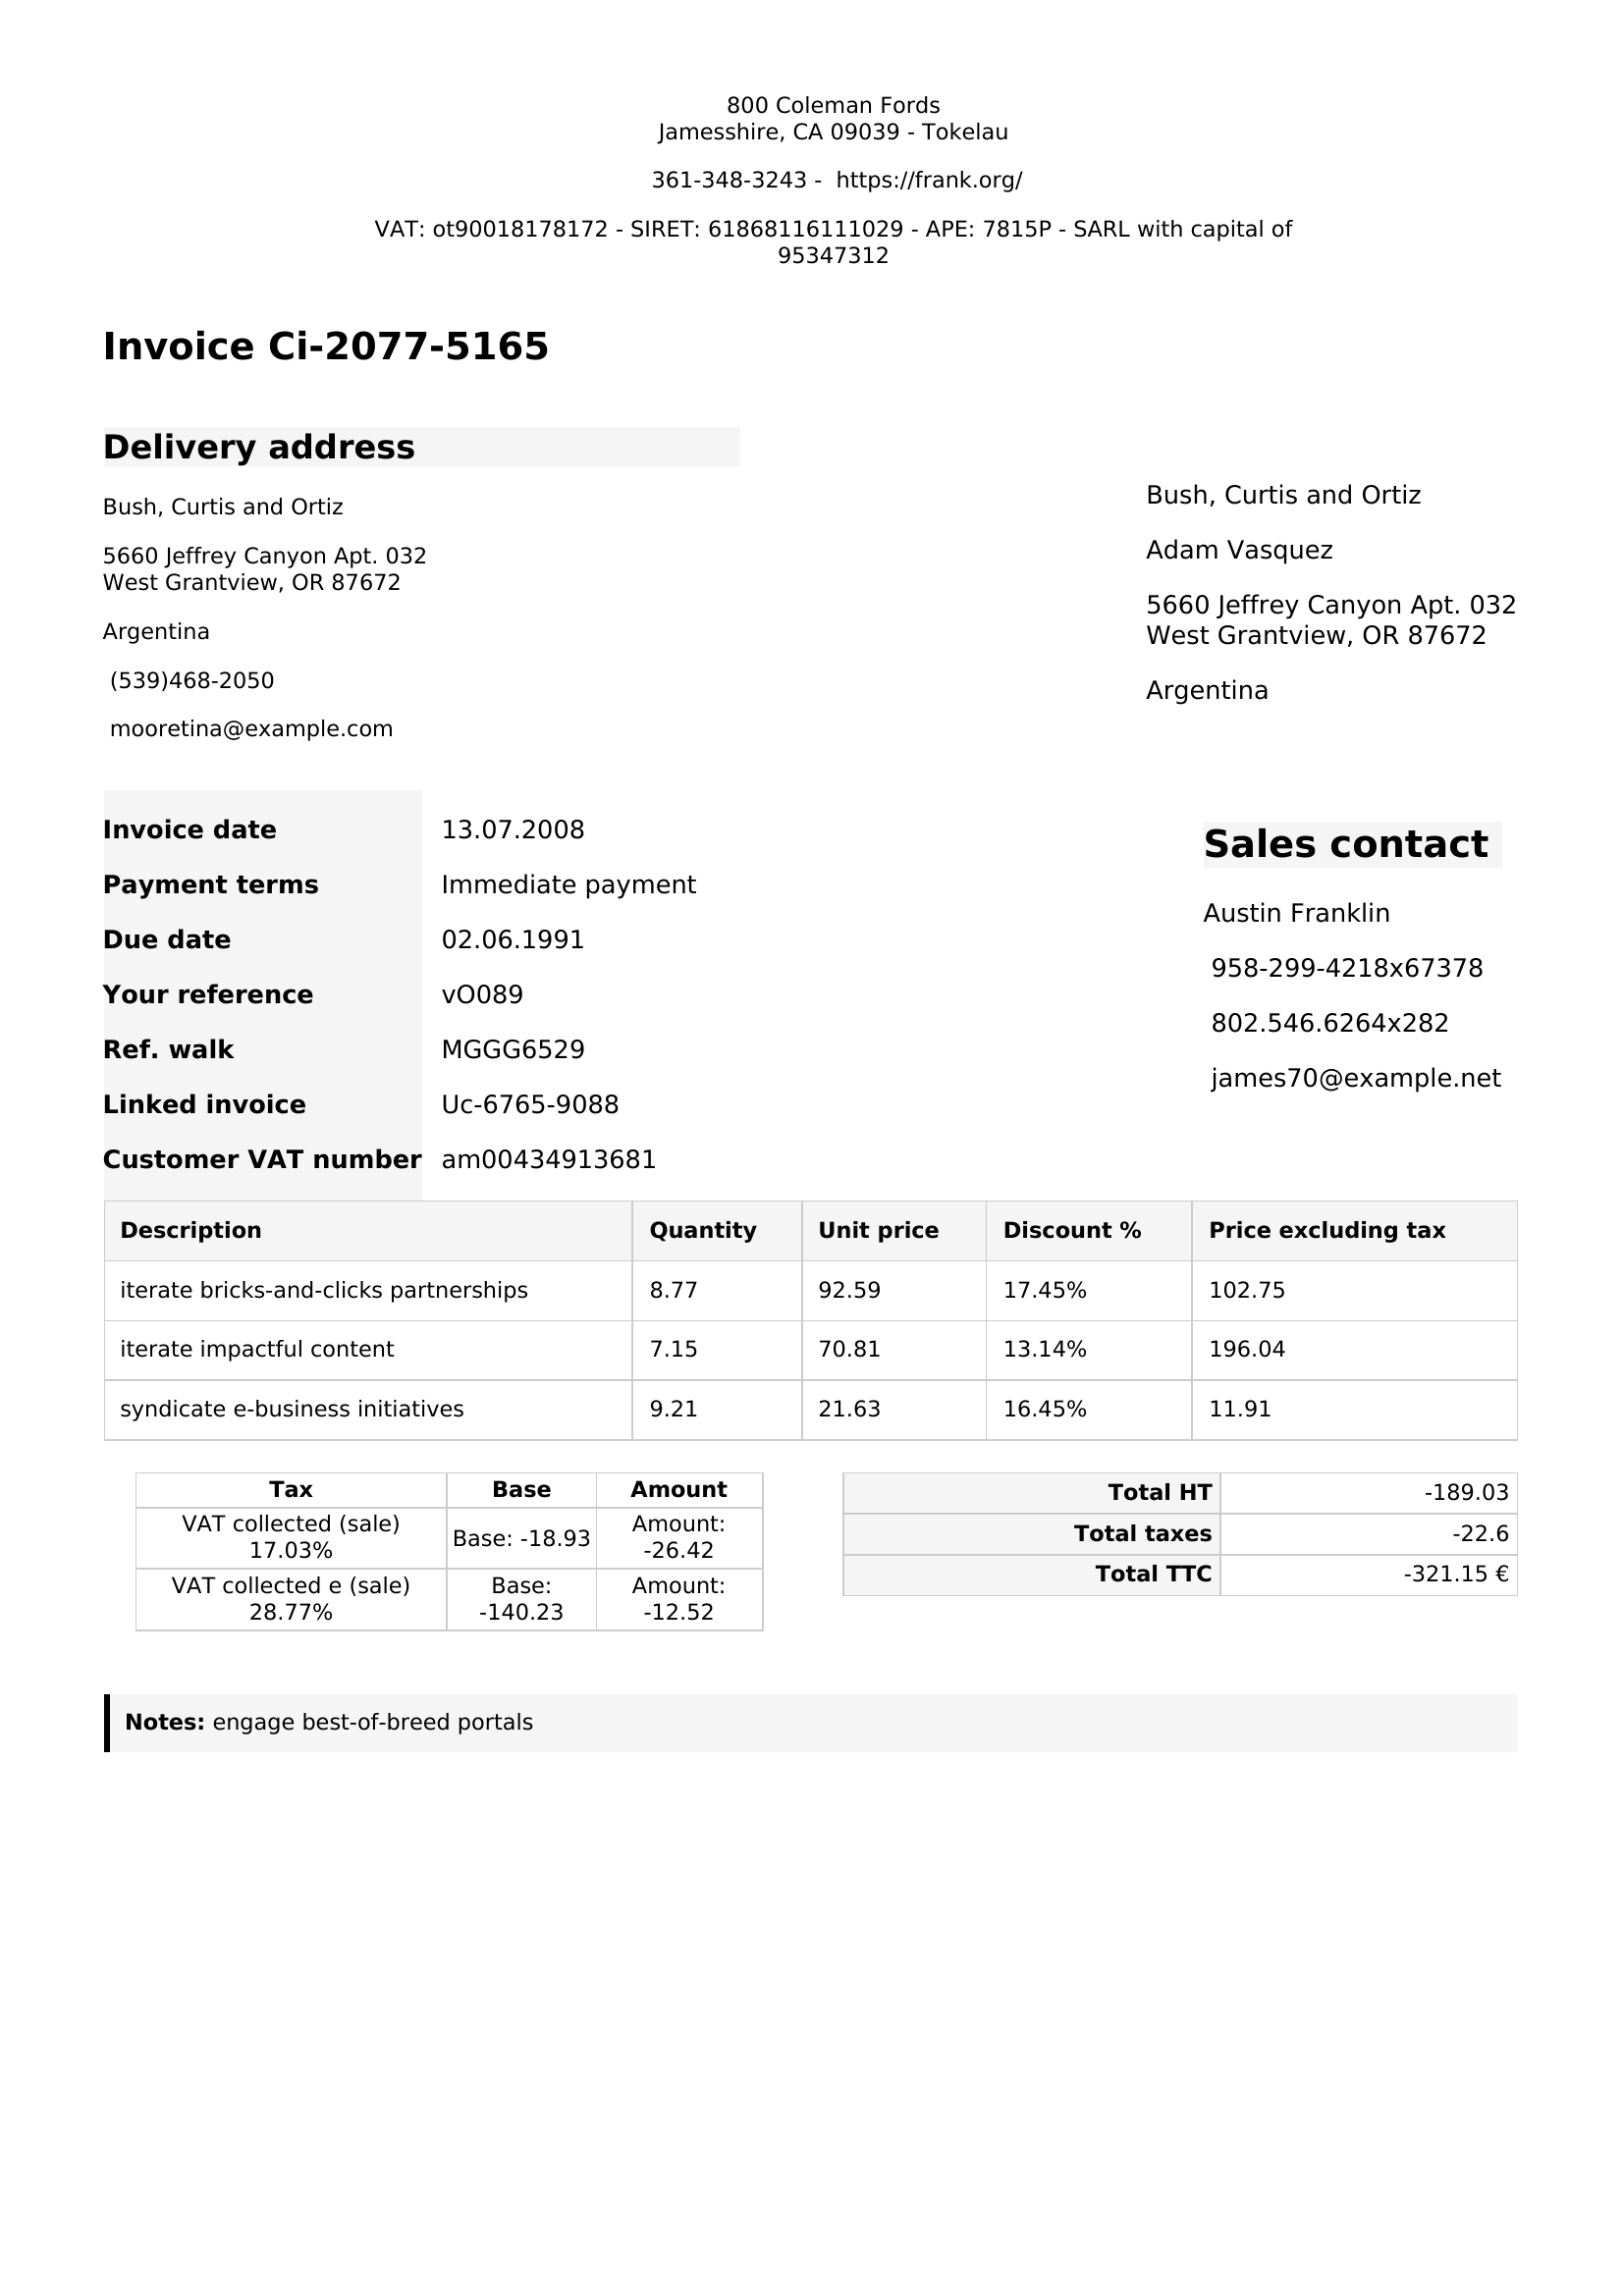 800 Coleman Fords
Jamesshire, CA 09039 - Tokelau
361-348-3243 - https://frank.org/
VAT: ot90018178172 - SIRET: 61868116111029 - APE: 7815P - SARL with capital of
95347312
Invoice Ci-2077-5165
Delivery address
Bush, Curtis and Ortiz
5660 Jeffrey Canyon Apt. 032
West Grantview, OR 87672
Argentina
(539)468-2050
mooretina@example.com
Bush, Curtis and Ortiz
Adam Vasquez
5660 Jeffrey Canyon Apt. 032
West Grantview, OR 87672
Argentina
Invoice date 13.07.2008
Payment terms Immediate payment
Due date 02.06.1991
Your reference vO089
Ref. walk MGGG6529
Linked invoice Uc-6765-9088
Customer VAT number am00434913681
Sales contact
Austin Franklin
958-299-4218x67378
802.546.6264x282
james70@example.net
Description Quantity Unit price Discount % Price excluding tax
iterate bricks-and-clicks partnerships 8.77 92.59 17.45% 102.75
iterate impactful content 7.15 70.81 13.14% 196.04
syndicate e-business initiatives 9.21 21.63 16.45% 11.91
Tax Base Amount
VAT collected (sale)
17.03%
Base: -18.93
Amount:
-26.42
VAT collected e (sale)
28.77%
Base:
-140.23
Amount:
-12.52
Total HT -189.03
Total taxes -22.6
Total TTC -321.15 €
Notes: engage best-of-breed portals